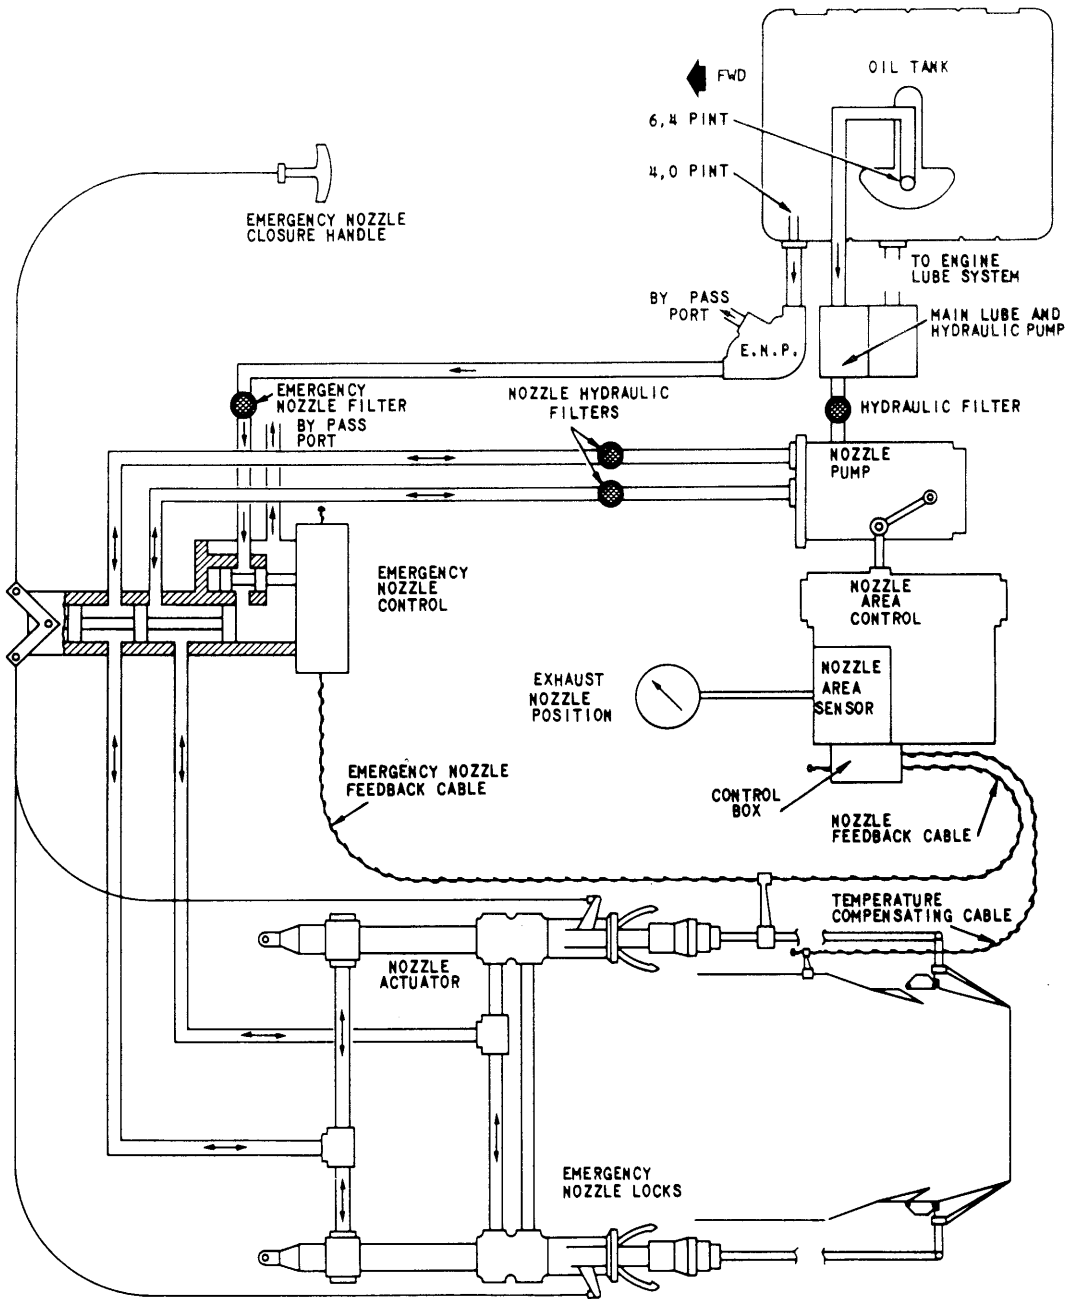 OIL TANK
FWD
6,4 PINT
4,0 PINT
EMERGENCY NOZZLE
CLOSURE HANDLE
TO ENGINE
LUBE SYSTEM
BY PASS
PORT
MAIN LUBE AND
HYDRAULIC PUMP
E.N.P.
EMERGENCY
NOZZLE FILTER
BY PASS
PORT
NOZZLE HYDRAULIC
FILTERS
HYDRAULIC FILTER
NOZZLE
PUMP
EMERGENCY
NOZZLE
CONTROL
NOZZLE
AREA
CONTROL
NOZZLE
AREA
SENSOR
EXHAUST
NOZZLE
POSITION
EMERGENCY NOZZLE
FEEDBACK CABLE
CONTROL
BOX
NOZZLE
FEEDBACK CABLE
TEMPERATURE
COMPENSATING CABLE
NOZZLE
ACTUATOR
EMERGENCY
NOZZLE LOCKS